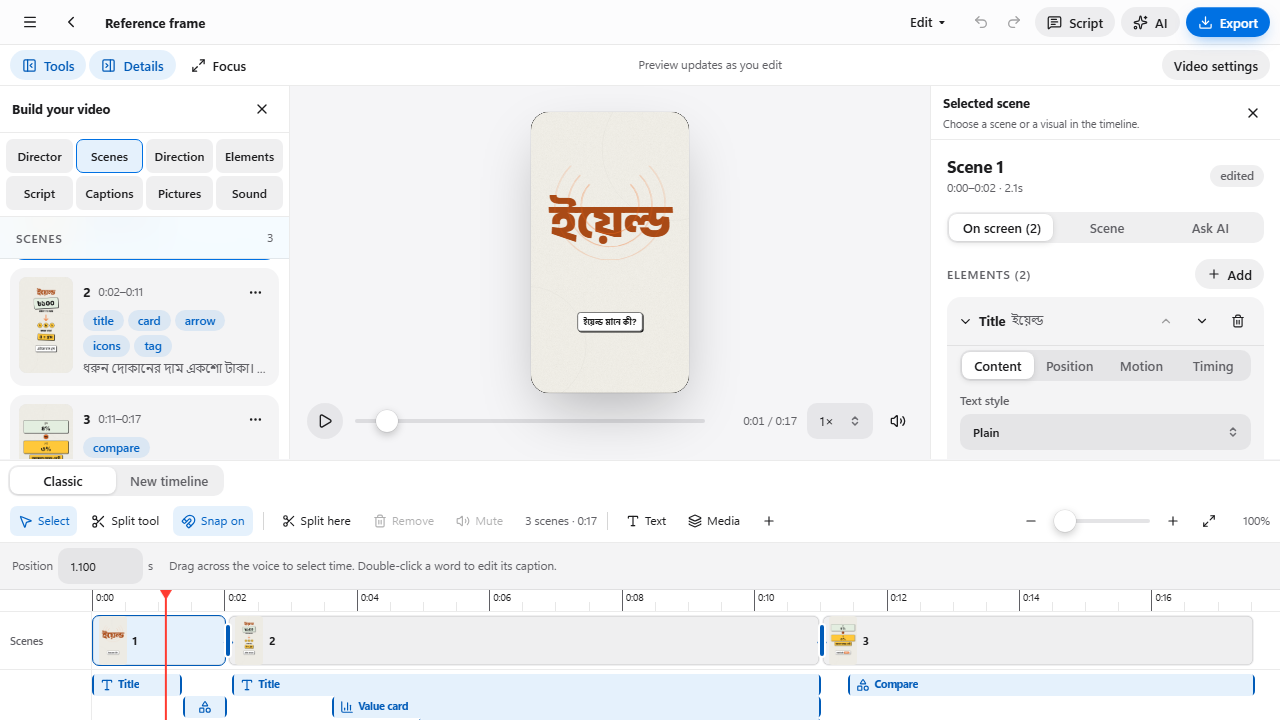 Reference frame
Edit
Script
AI
Export
Tools
Details
Focus
Preview updates as you edit
Video settings
Build your video
Director
Scenes
Direction
Elements
Script
Captions
Pictures
Sound
SCENES
3
2 0:02–0:11
title
card
arrow
icons
tag
ধরুন দোকানের দাম একশো টাকা। ...
3 0:11–0:17
compare
ইয়েল্ড
ইয়েল্ড মানে কী?
0:01 / 0:17
1×
Selected scene
Choose a scene or a visual in the timeline.
Scene 1
0:00–0:02 · 2.1s
edited
On screen (2)
Scene
Ask AI
ELEMENTS (2)
Add
Title ইয়েল্ড
Content
Position
Motion
Timing
Text style
Plain
Classic
New timeline
Select
Split tool
Snap on
Split here
Remove
Mute
3 scenes · 0:17
Text
Media
100%
Position 1.100 s Drag across the voice to select time. Double-click a word to edit its caption.
0:00 0:02 0:04 0:06 0:08 0:10 0:12 0:14 0:16
Scenes
1
2
3
Title
Title
Compare
Value card